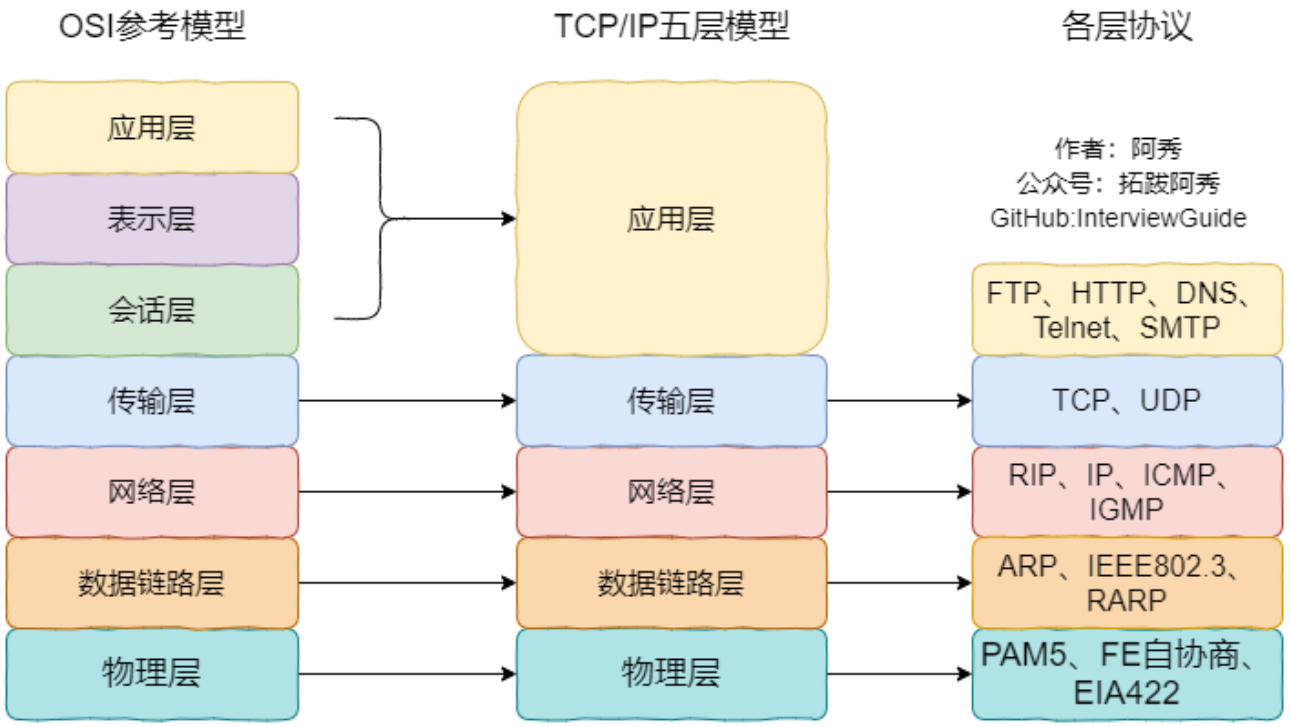 OSI参考模型
TCP/IP五层模型
各层协议
应用层
表示层
会话层
传输层
网络层
数据链路层
物理层
应用层
传输层
网络层
数据链路层
物理层
作者：阿秀
公众号：拓跋阿秀
GitHub:InterviewGuide
FTP、HTTP、DNS、
Telnet、SMTP
TCP、UDP
RIP、IP、ICMP、
IGMP
ARP、IEEE802.3、
RARP
PAM5、FE自协商、
EIA422